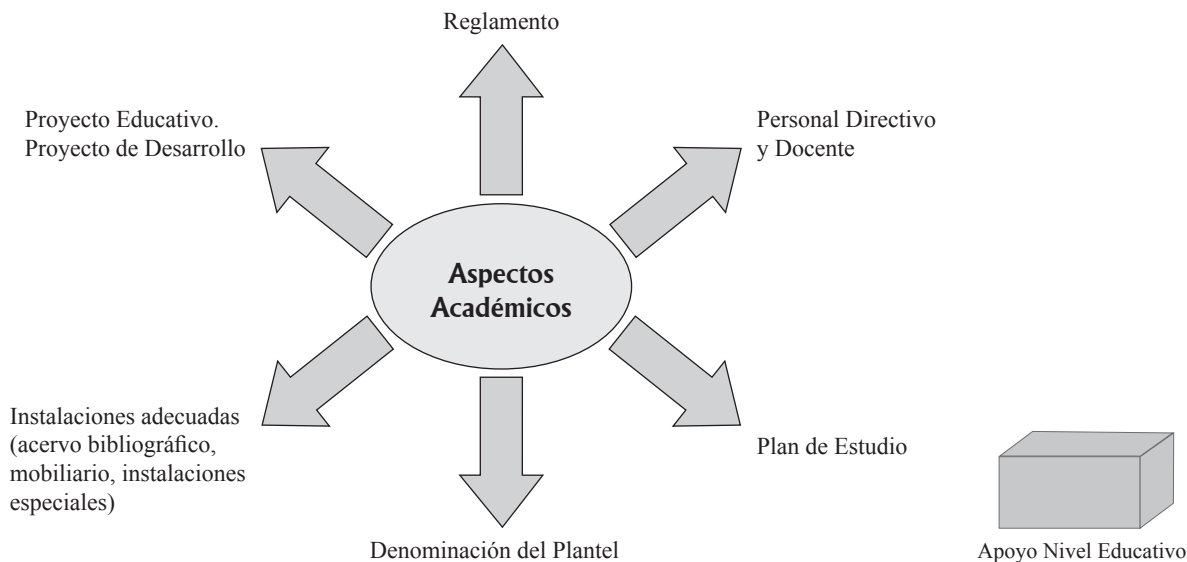 Reglamento
Proyecto Educativo.
Proyecto de Desarrollo
Personal Directivo
y Docente
Aspectos
Académicos
Instalaciones adecuadas
(acervo bibliográfico,
mobiliario, instalaciones
especiales)
Plan de Estudio
Denominación del Plantel
Apoyo Nivel Educativo